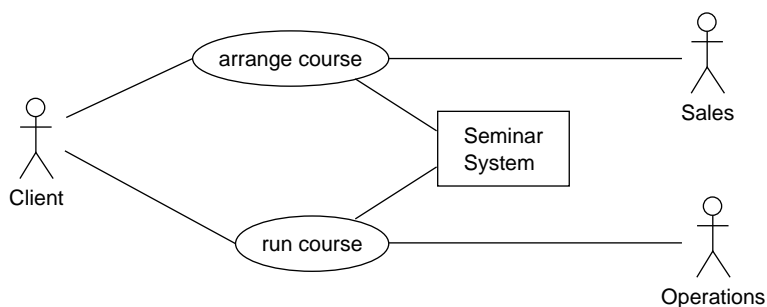 arrange course
Sales
Seminar
System
Client
run course
Operations